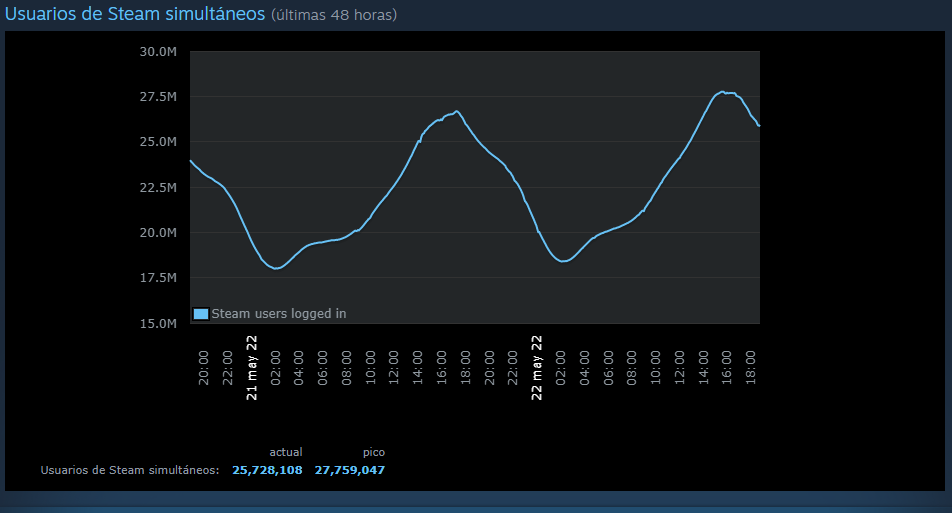 Usuarios de Steam simultáneos (últimas 48 horas)
30.0M
27.5M
25.0M
22.5M
20.0M
17.5M
15.0M
Steam users logged in
20:00 22:00 21 may 22 02:00 04:00 06:00 08:00 10:00 12:00 14:00 16:00 18:00 20:00 22:00 22 may 22 02:00 04:00 06:00 08:00 10:00 12:00 14:00 16:00 18:00
actual pico
Usuarios de Steam simultáneos: 25,728,108 27,759,047